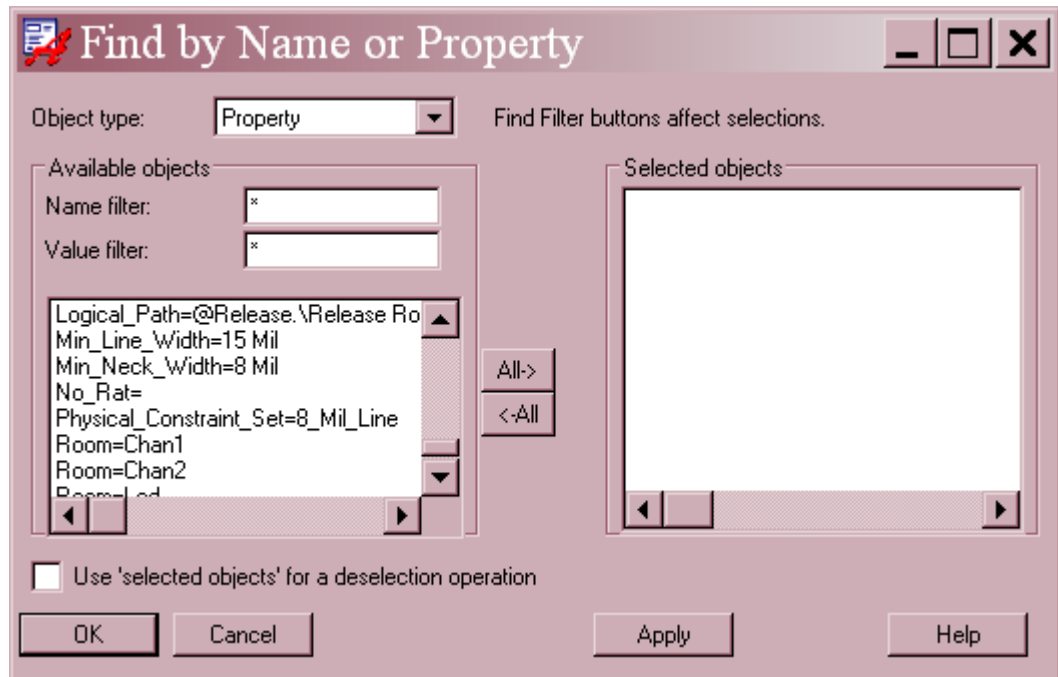 Find by Name or Property
Object type: Property Find Filter buttons affect selections.
Available objects
Selected objects
Name filter: *
Value filter: *
Logical_Path=@Release.\Release Ro
Min_Line_Width=15 Mil
Min_Neck_Width=8 Mil
No_Rat=
Physical_Constraint_Set=8_Mil_Line
Room=Chan1
Room=Chan2
Room=Led
All->
<-All
Use 'selected objects' for a deselection operation
OK Cancel Apply Help